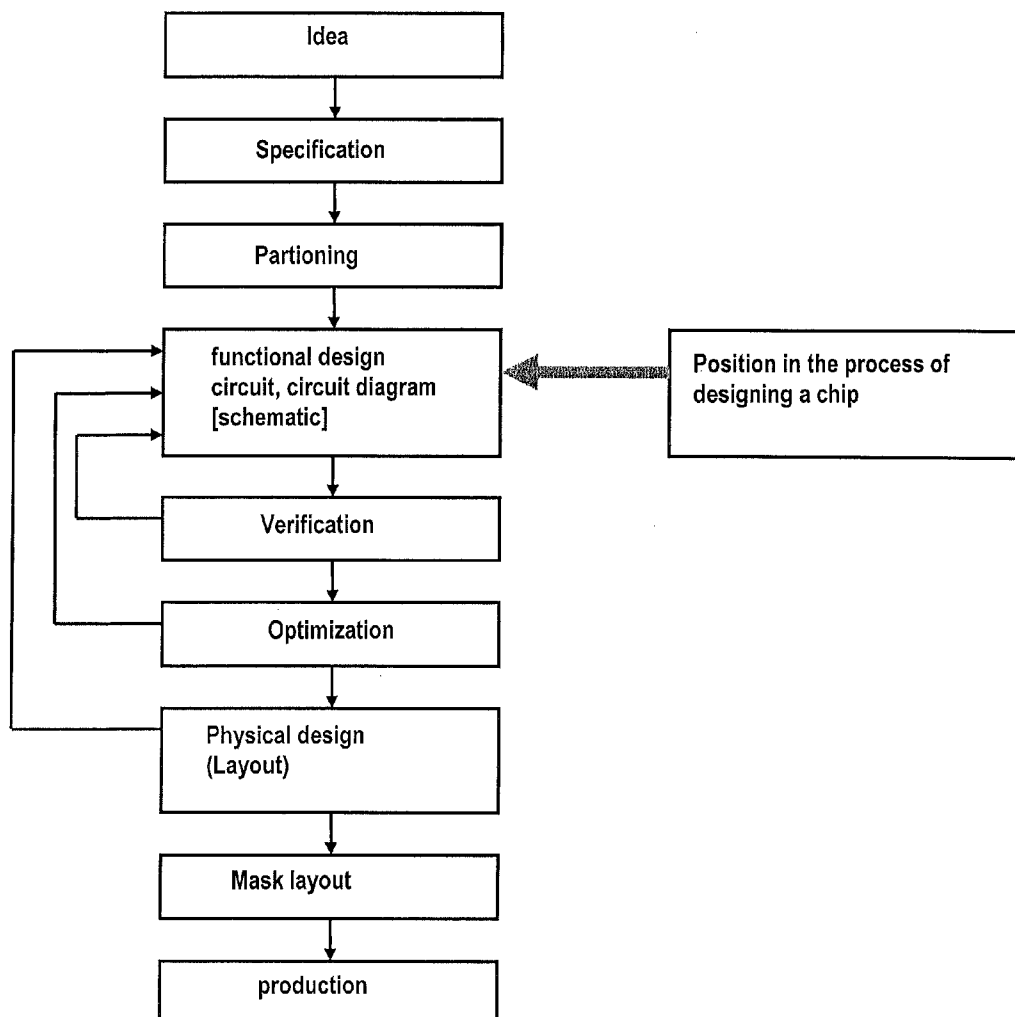 Idea
Specification
Partioning
functional design
circuit, circuit diagram
[schematic]
Position in the process of
designing a chip
Verification
Optimization
Physical design
(Layout)
Mask layout
production